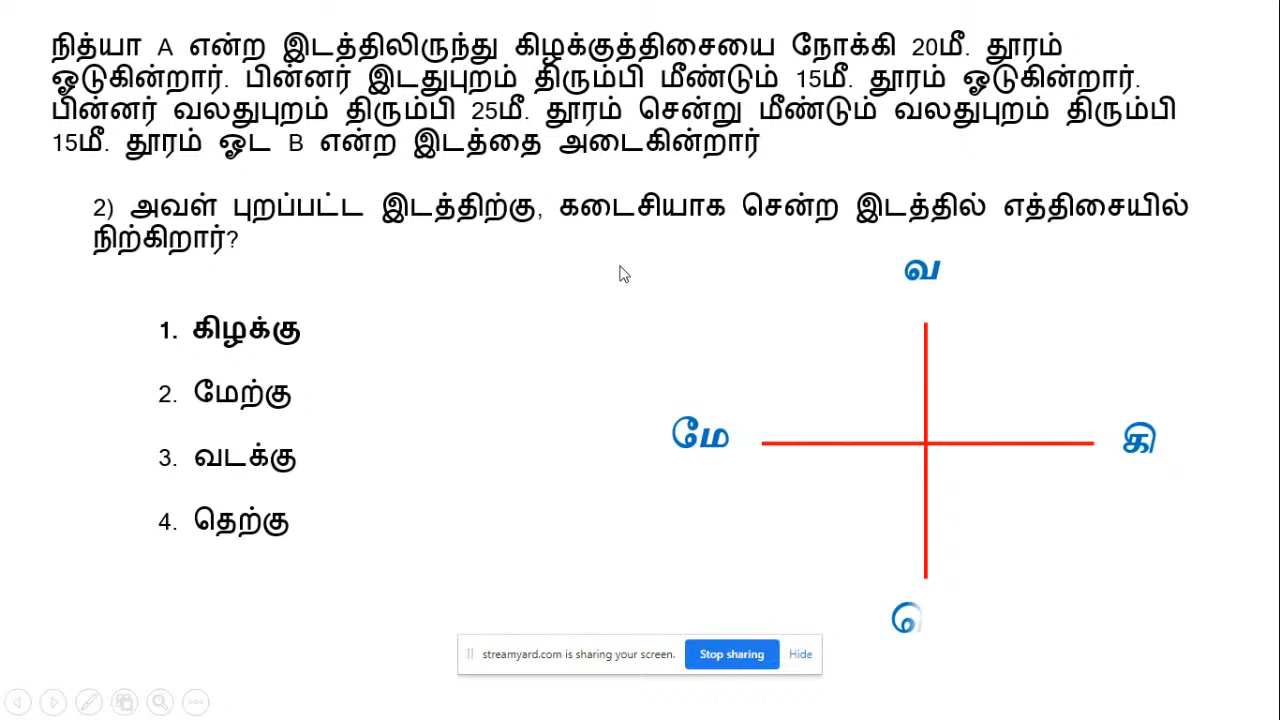 நித்யா A என்ற இடத்திலிருந்து கிழக்குத்திசையை நோக்கி 20மீ. தூரம்
ஓடுகின்றார். பின்னர் இடதுபுறம் திரும்பி மீண்டும் 15மீ. தூரம் ஓடுகின்றார்.
பின்னர் வலதுபுறம் திரும்பி 25மீ. தூரம் சென்று மீண்டும் வலதுபுறம் திரும்பி
15மீ. தூரம் ஓட B என்ற இடத்தை அடைகின்றார்
2) அவள் புறப்பட்ட இடத்திற்கு, கடைசியாக சென்ற இடத்தில் எத்திசையில்
நிற்கிறார்?
வ
1. கிழக்கு
2. மேற்கு
மே
கி
3. வடக்கு
4. தெற்கு
streamyard.com is sharing your screen. Stop sharing Hide